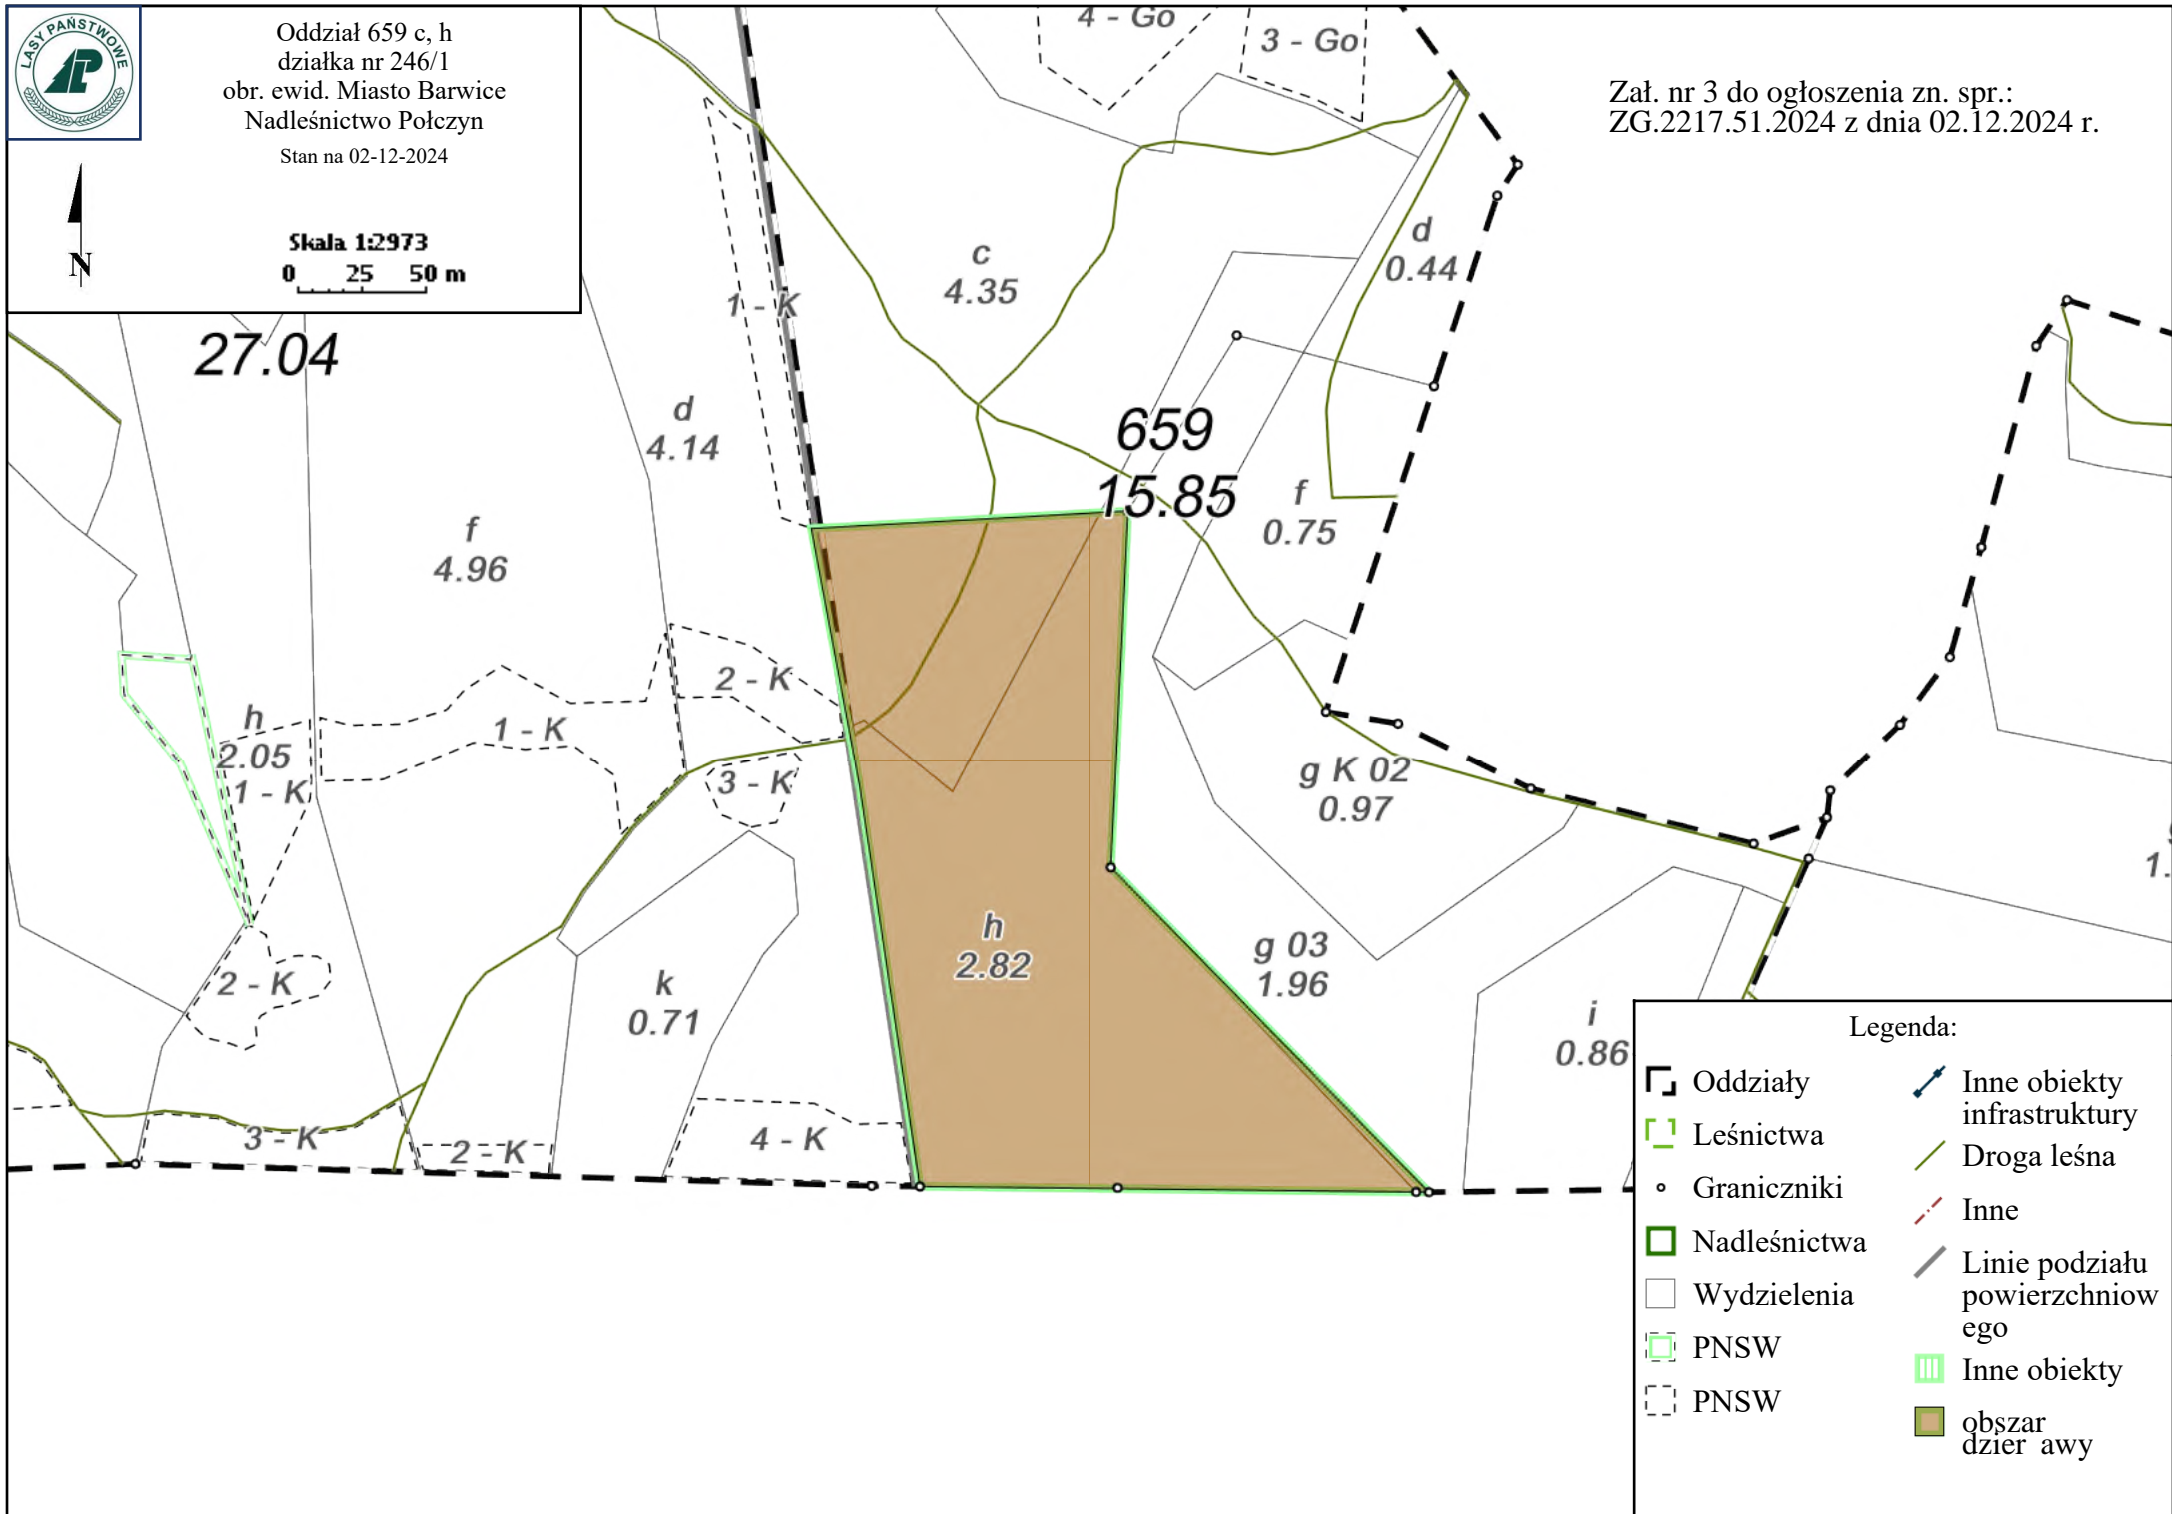 LASY PAŃSTWOWE
Oddział 659 c, h
działka nr 246/1
obr. ewid. Miasto Barwice
Nadleśnictwo Połczyn
Stan na 02-12-2024
N
Skala 1:2973
0 25 50 m
Zał. nr 3 do ogłoszenia zn. spr.:
ZG.2217.51.2024 z dnia 02.12.2024 r.
4 - Go
3 - Go
d
0.44
c
4.35
1 - K
27.04
d
4.14
659
15.85
f
0.75
f
4.96
2 - K
1 - K
h
2.05
1 - K
3 - K
g K 02
0.97
h
2.82
g 03
1.96
2 - K
k
0.71
i
0.86
1.
3 - K
2 - K
4 - K
Legenda:
Oddziały
Leśnictwa
Graniczniki
Nadleśnictwa
Wydzielenia
PNSW
PNSW
Inne obiekty
infrastruktury
Droga leśna
Inne
Linie podziału
powierzchniow
ego
Inne obiekty
obszar
dzier awy